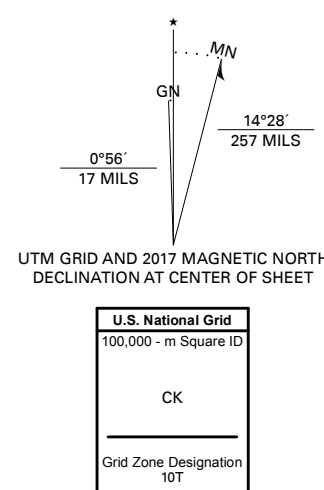 ★
MN
GN
14°28´
257 MILS
0°56´
17 MILS
UTM GRID AND 2017 MAGNETIC NORTH
DECLINATION AT CENTER OF SHEET
U.S. National Grid
100,000 - m Square ID
CK
Grid Zone Designation
10T